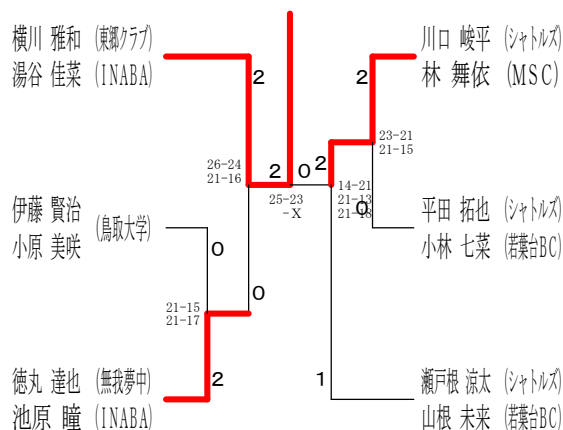 横川 雅和 (東郷クラブ)
湯谷 佳菜 (INABA)
川口 峻平 (シャトルズ)
林 舞依 (MSC)
2
2
23-21
21-15
26-24
21-16
2
0
2
25-23
-X
14-21
21-13
21-18
0
伊藤 賢治
小原 美咲
(鳥取大学)
平田 拓也 (シャトルズ)
小林 七菜 (若葉台BC)
0
0
21-15
21-17
徳丸 達也 (無我夢中)
池原 瞳 (INABA)
2
1
瀬戸根 涼太 (シャトルズ)
山根 未来 (若葉台BC)